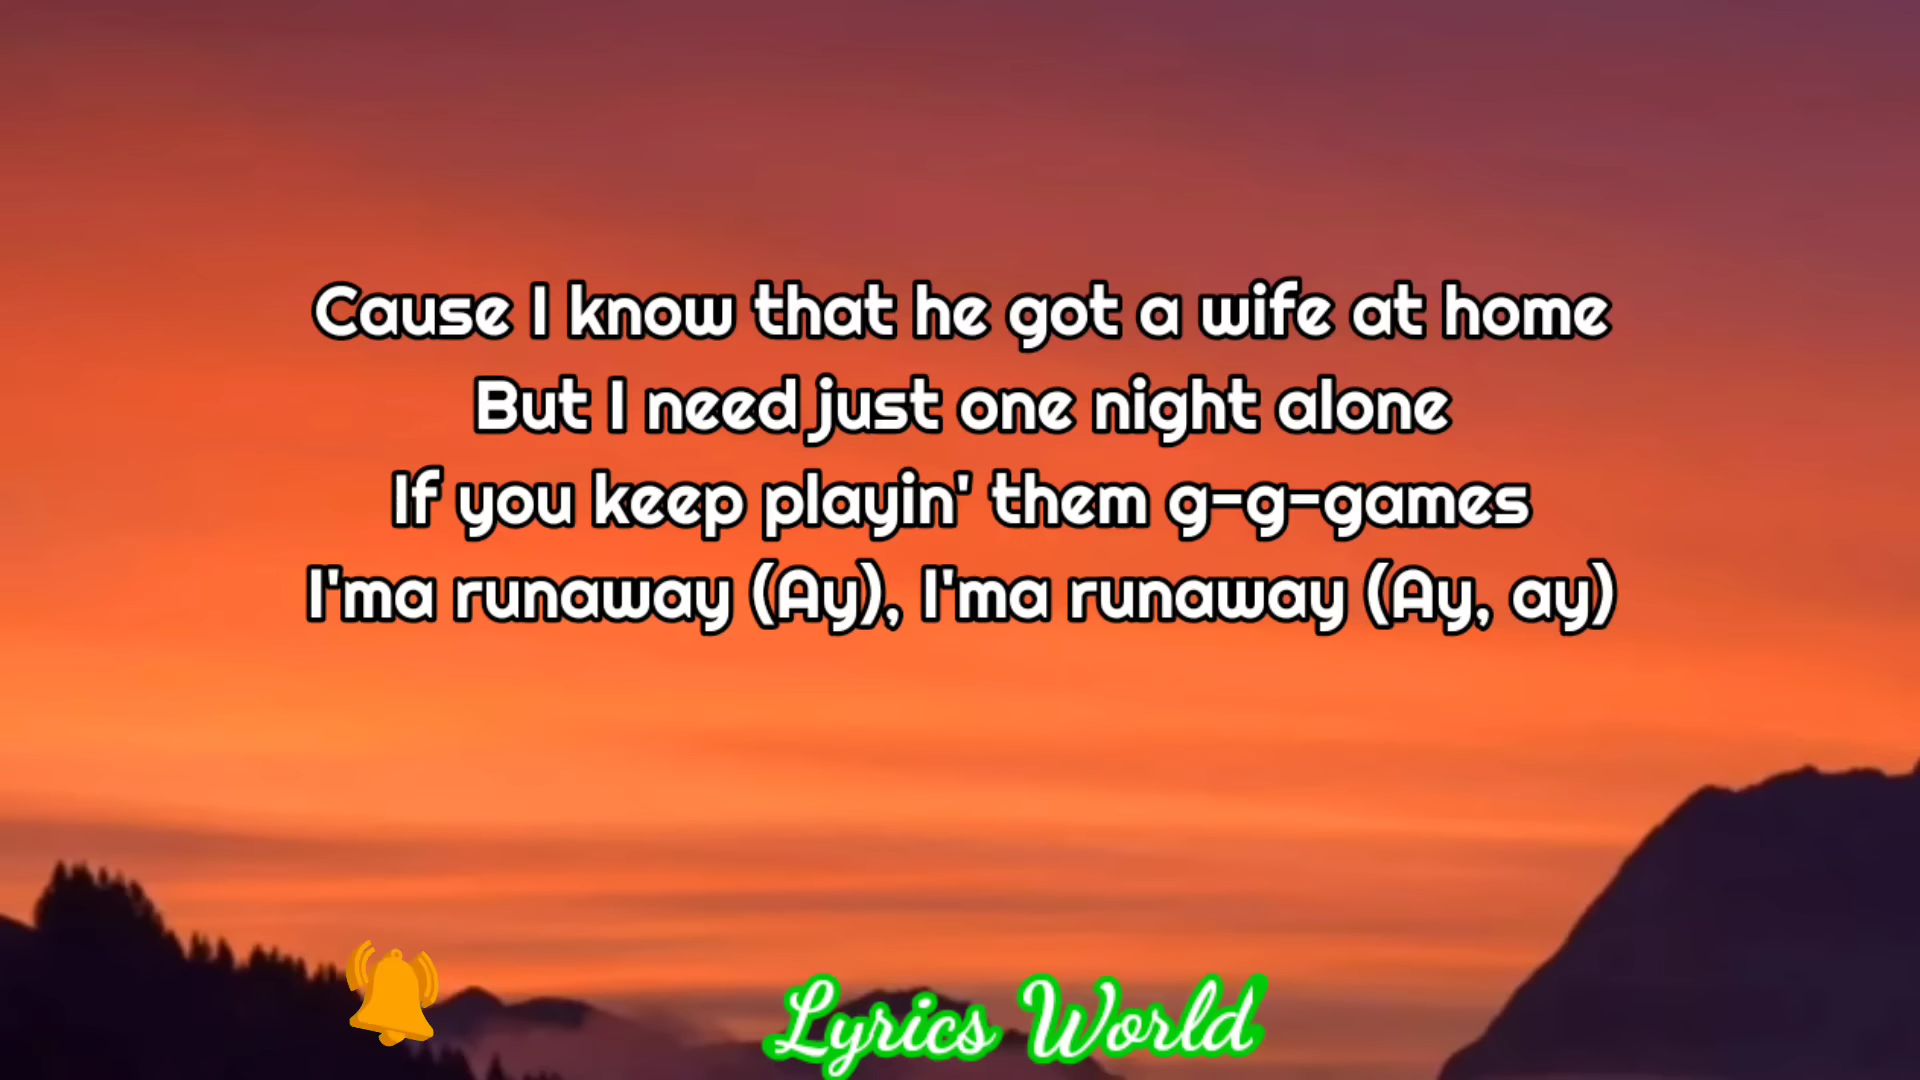 Cause I know that he got a wife at home
But I need just one night alone
If you keep playin' them g-g-games
I'ma runaway (Ay), I'ma runaway (Ay, ay)
Lyrics World